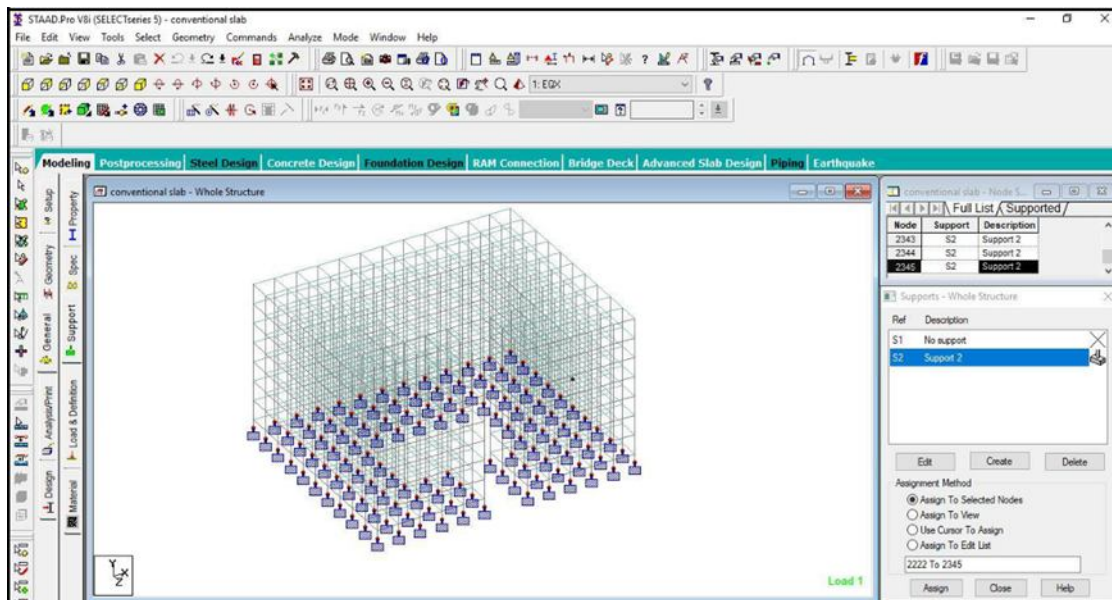 STAAD.Pro V8i (SELECTseries 5) - conventional slab
File Edit View Tools Select Geometry Commands Analyze Mode Window Help
1: EQX
Modeling Postprocessing Steel Design Concrete Design Foundation Design RAM Connection Bridge Deck Advanced Slab Design Piping Earthquake
Setup
Geometry
General
Analysis/Print
Design
Property
Spec
Support
Load & Definition
Material
conventional slab - Whole Structure
Y
X
Z
Load 1
conventional slab - Node S...
Full List Supported
Node Support Description
2343 S2 Support 2
2344 S2 Support 2
2345 S2 Support 2
Supports - Whole Structure
Ref Description
S1 No support
S2 Support 2
Edit Create Delete
Assignment Method
Assign To Selected Nodes
Assign To View
Use Cursor To Assign
Assign To Edit List
2222 To 2345
Assign Close Help